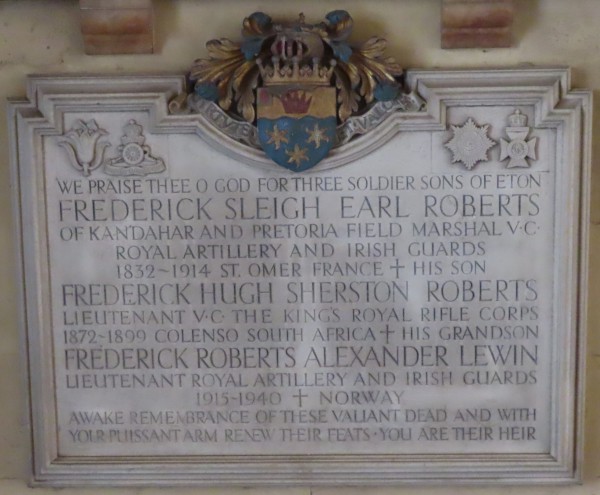 VIRTUTE ET VALORE
WE PRAISE THEE O GOD FOR THREE SOLDIER SONS OF ETON
FREDERICK SLEIGH EARL ROBERTS
OF KANDAHAR AND PRETORIA FIELD MARSHAL V·C·
ROYAL ARTILLERY AND IRISH GUARDS
1832~1914 ST. OMER FRANCE ✝ HIS SON
FREDERICK HUGH SHERSTON ROBERTS
LIEUTENANT V·C· THE KING'S ROYAL RIFLE CORPS
1872-1899 COLENSO SOUTH AFRICA ✝ HIS GRANDSON
FREDERICK ROBERTS ALEXANDER LEWIN
LIEUTENANT ROYAL ARTILLERY AND IRISH GUARDS
1915-1940 ✝ NORWAY
AWAKE REMEMBRANCE OF THESE VALIANT DEAD AND WITH
YOUR PUISSANT ARM RENEW THEIR FEATS · YOU ARE THEIR HEIR